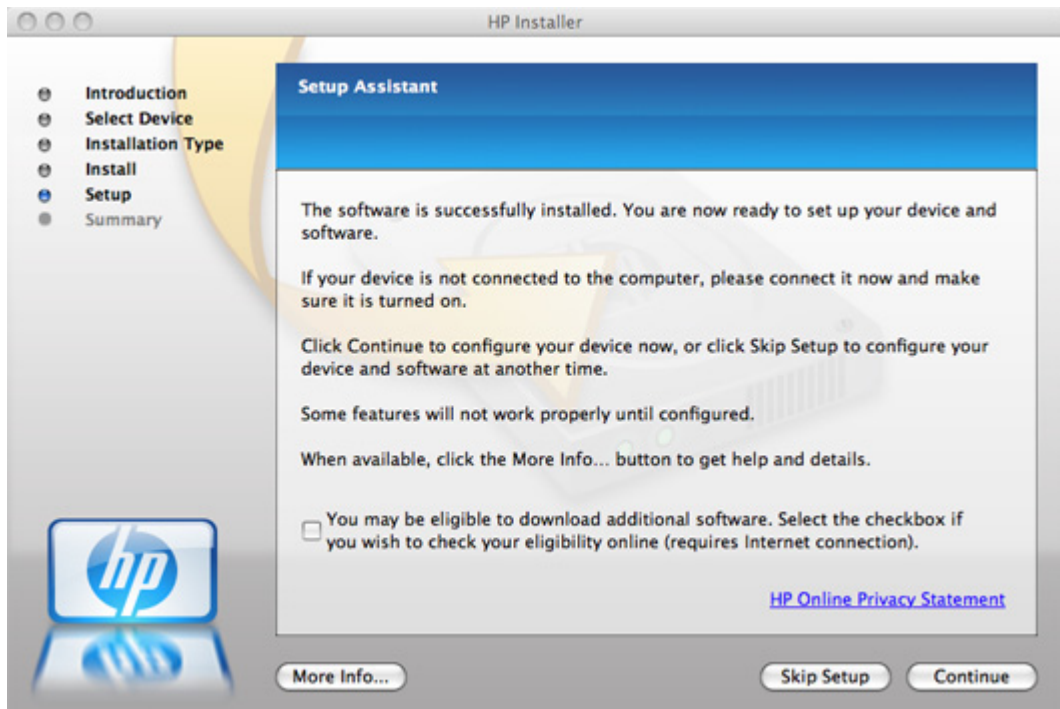 HP Installer
Introduction
Select Device
Installation Type
Install
Setup
Summary
Setup Assistant
The software is successfully installed. You are now ready to set up your device and
software.
If your device is not connected to the computer, please connect it now and make
sure it is turned on.
Click Continue to configure your device now, or click Skip Setup to configure your
device and software at another time.
Some features will not work properly until configured.
When available, click the More Info... button to get help and details.
You may be eligible to download additional software. Select the checkbox if
you wish to check your eligibility online (requires Internet connection).
HP Online Privacy Statement
hp
More Info...
Skip Setup
Continue